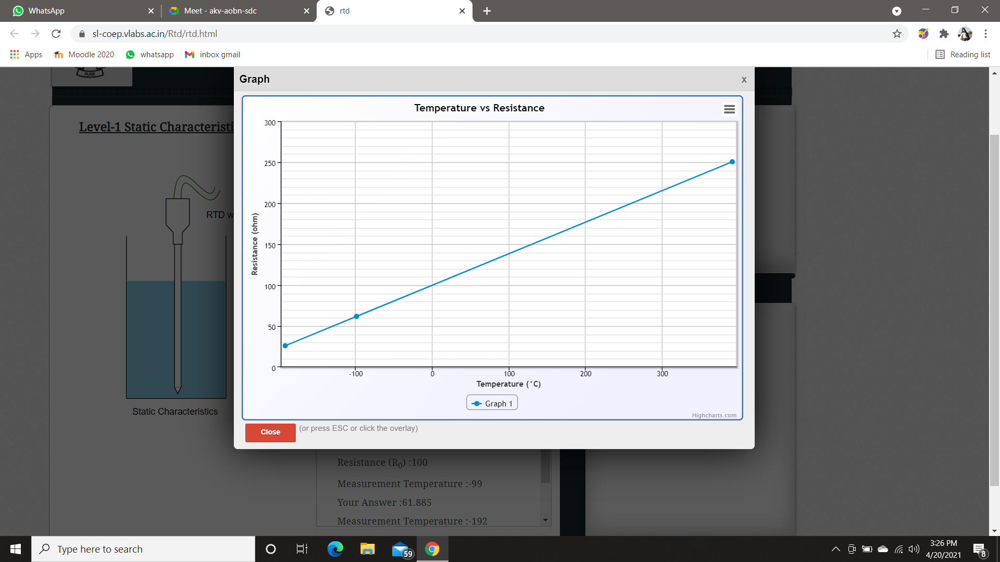 WhatsApp
Meet - akv-aobn-sdc
rtd
sl-coep.vlabs.ac.in/Rtd/rtd.html
Apps
Moodle 2020
whatsapp
inbox gmail
Reading list
PUNE
Graph
x
Level-1 Static Characteristi
Temperature vs Resistance
300
250
200
150
100
50
0
Resistance (ohm)
-100
0
100
200
300
Temperature (°C)
Graph 1
Highcharts.com
RTD w
Static Characteristics
Close
(or press ESC or click the overlay)
Resistance (R0) :100
Measurement Temperature :-99
Your Answer :61.885
Measurement Temperature :-192
Type here to search
59
3:26 PM
4/20/2021
8